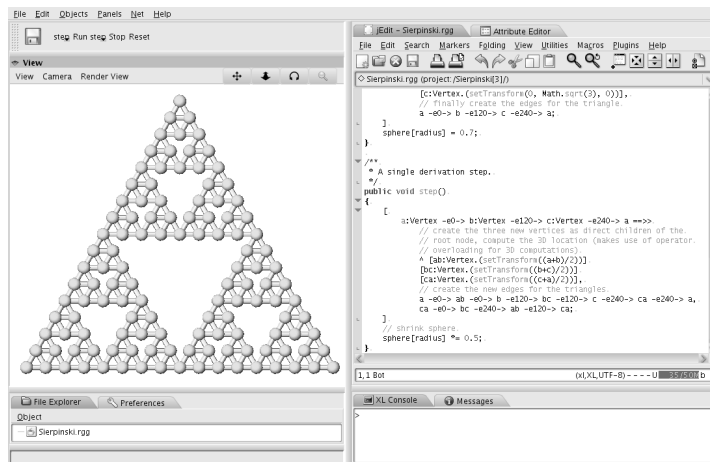 File Edit Objects Panels Net Help
step Run step Stop Reset
View
View Camera Render View
File Explorer Preferences
Object
Sierpinski.rgg
jEdit – Sierpinski.rgg Attribute Editor
File Edit Search Markers Folding View Utilities Macros Plugins Help
Sierpinski.rgg (project:/Sierpinski[3]/)
[c:Vertex.(setTransform(0, Math.sqrt(3), 0))],
// finally create the edges for the triangle.
a -e0-> b -e120-> c -e240-> a;
]
sphere[radius] = 0.7;
}
/**
* A single derivation step.
*/
public void step()
{
[
a:Vertex -e0-> b:Vertex -e120-> c:Vertex -e240-> a ==>>
// create the three new vertices as direct children of the
// root node, compute the 3D location (makes use of operator
// overloading for 3D computations)
^ [ab:Vertex.(setTransform((a+b)/2))]
[bc:Vertex.(setTransform((b+c)/2))]
[ca:Vertex.(setTransform((c+a)/2))],
// create the new edges for the triangles.
a -e0-> ab -e0-> b -e120-> bc -e120-> c -e240-> ca -e240-> a,
ca -e0-> bc -e240-> ab -e120-> ca;
]
// shrink sphere
sphere[radius] *= 0.5;
}
1,1 Bot (xl,XL,UTF-8) - - - - U 35/50M b
XL Console Messages
>